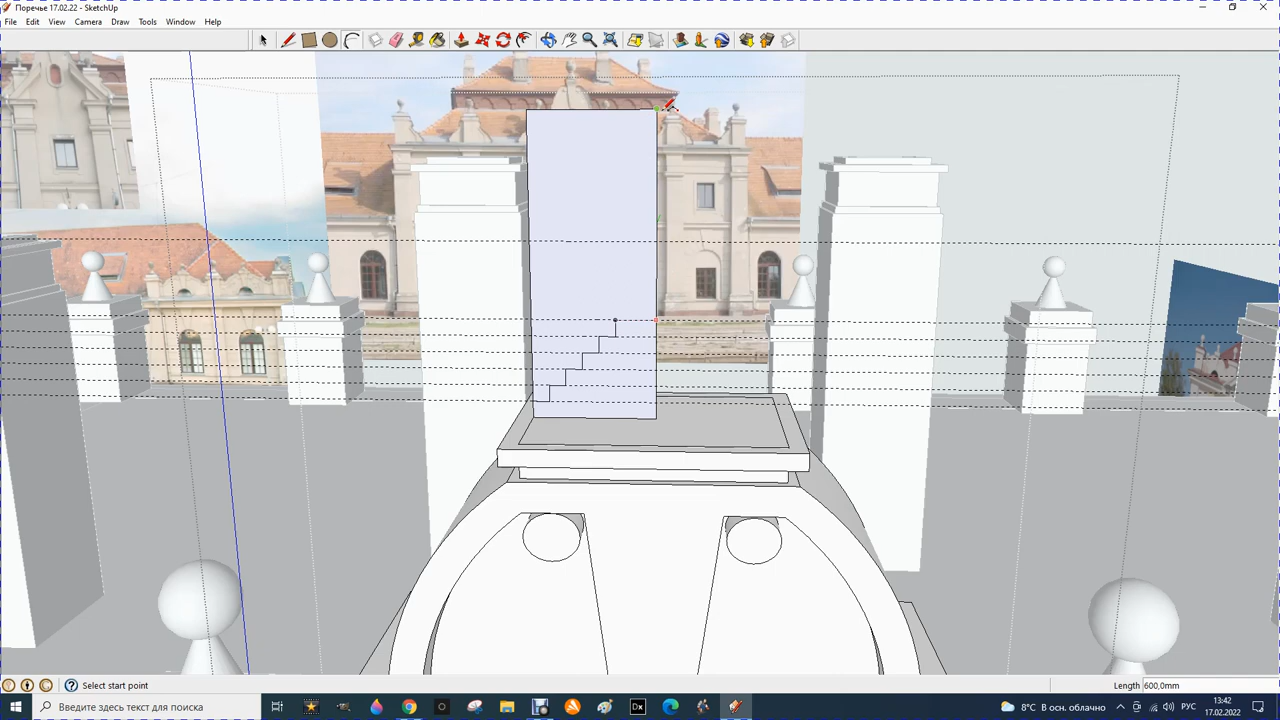 Поречье 17.02.22 - SketchUp
File Edit View Camera Draw Tools Window Help
Select start point
Length 600,0mm
Введите здесь текст для поиска
Dx
8°C В осн. облачно
РУС
13:42
17.02.2022